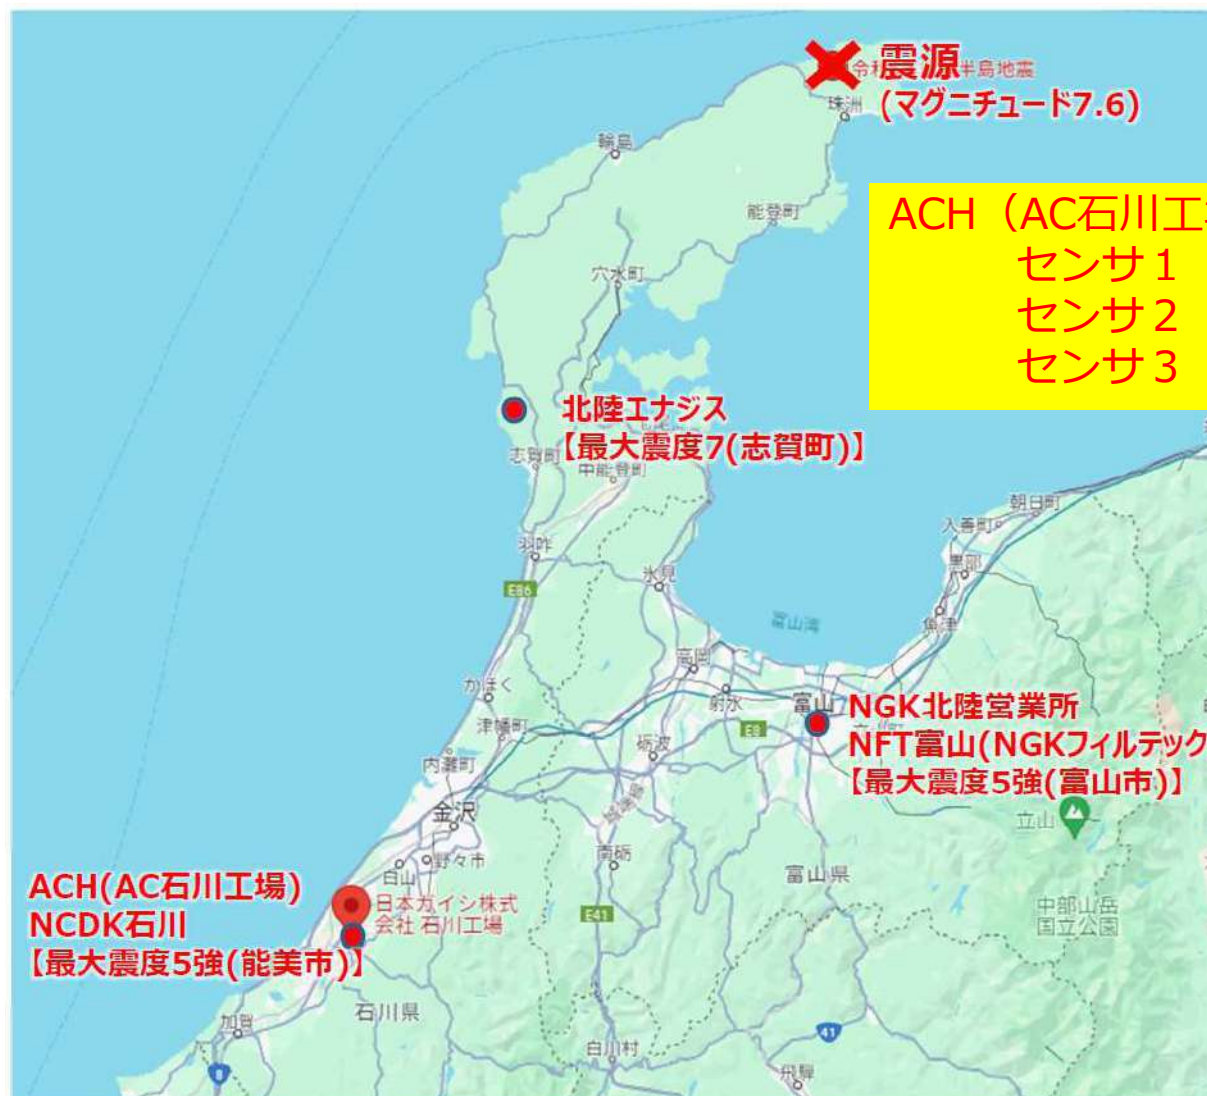 震源
令和 半島地震
(マグニチュード7.6)
珠洲
輪島
能登町
穴水町
ACH（AC石川工
センサ１
センサ２
センサ３
北陸エナジス
【最大震度7(志賀町)】
志賀町
中能登町
朝日町
入善町
羽咋
黒部
氷見
E86
富山湾
魚津
高岡
かほく
射水
富山
NGK北陸営業所
津幡町
E8
NFT富山(NGKフィルテック
砺波
内灘町
【最大震度5強(富山市)】
金沢
立山
野々市
南砺
白山
富山県
ACH(AC石川工場)
日本ガイシ株式
会社 石川工場
NCDK石川
E41
中部山岳
国立公園
【最大震度5強(能美市)】
石川県
加賀
41
白川村
8
飛騨